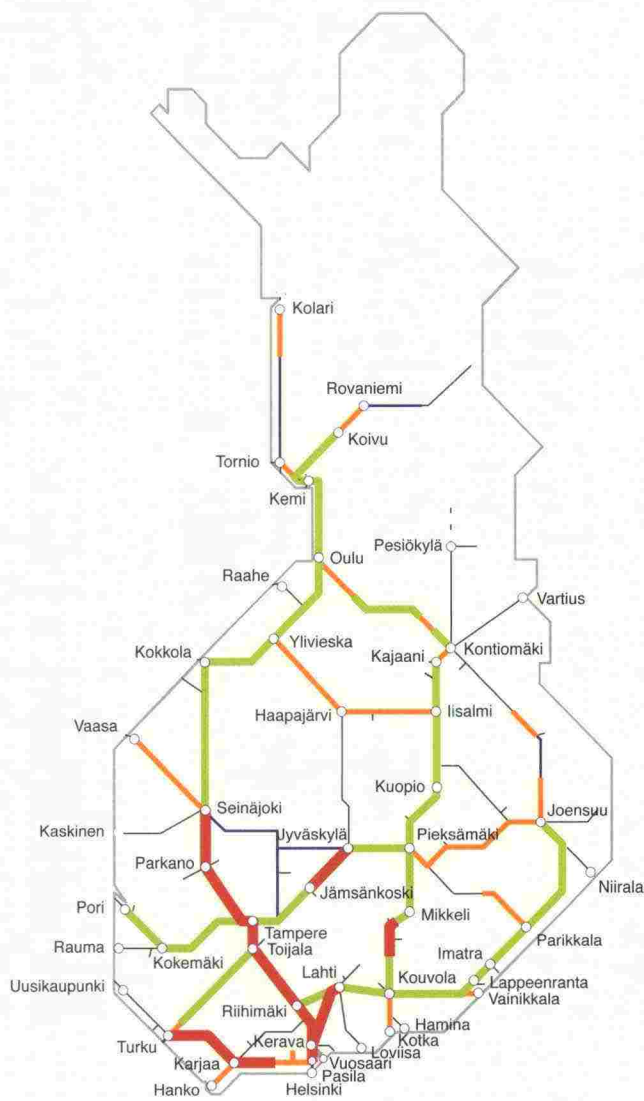 Kolari
Rovaniemi
Koivu
Tornio
Kemi
Oulu
Pesiökylä
Raahe
Vartius
Ylivieska
Kokkola
Kajaani
Kontiomäki
Haapajärvi
Iisalmi
Vaasa
Kuopio
Seinäjoki
Joensuu
Kaskinen
Jyväskylä
Pieksämäki
Parkano
Niirala
Jämsänkoski
Pori
Mikkeli
Tampere
Parikkala
Rauma
Kokemäki
Toijala
Imatra
Lahti
Kouvola
Lappeenranta
Uusikaupunki
Vainikkala
Riihimäki
Hamina
Turku
Kerava
Kotka
Karjaa
Loviisa
Vuosaari
Hanko
Pasila
Helsinki